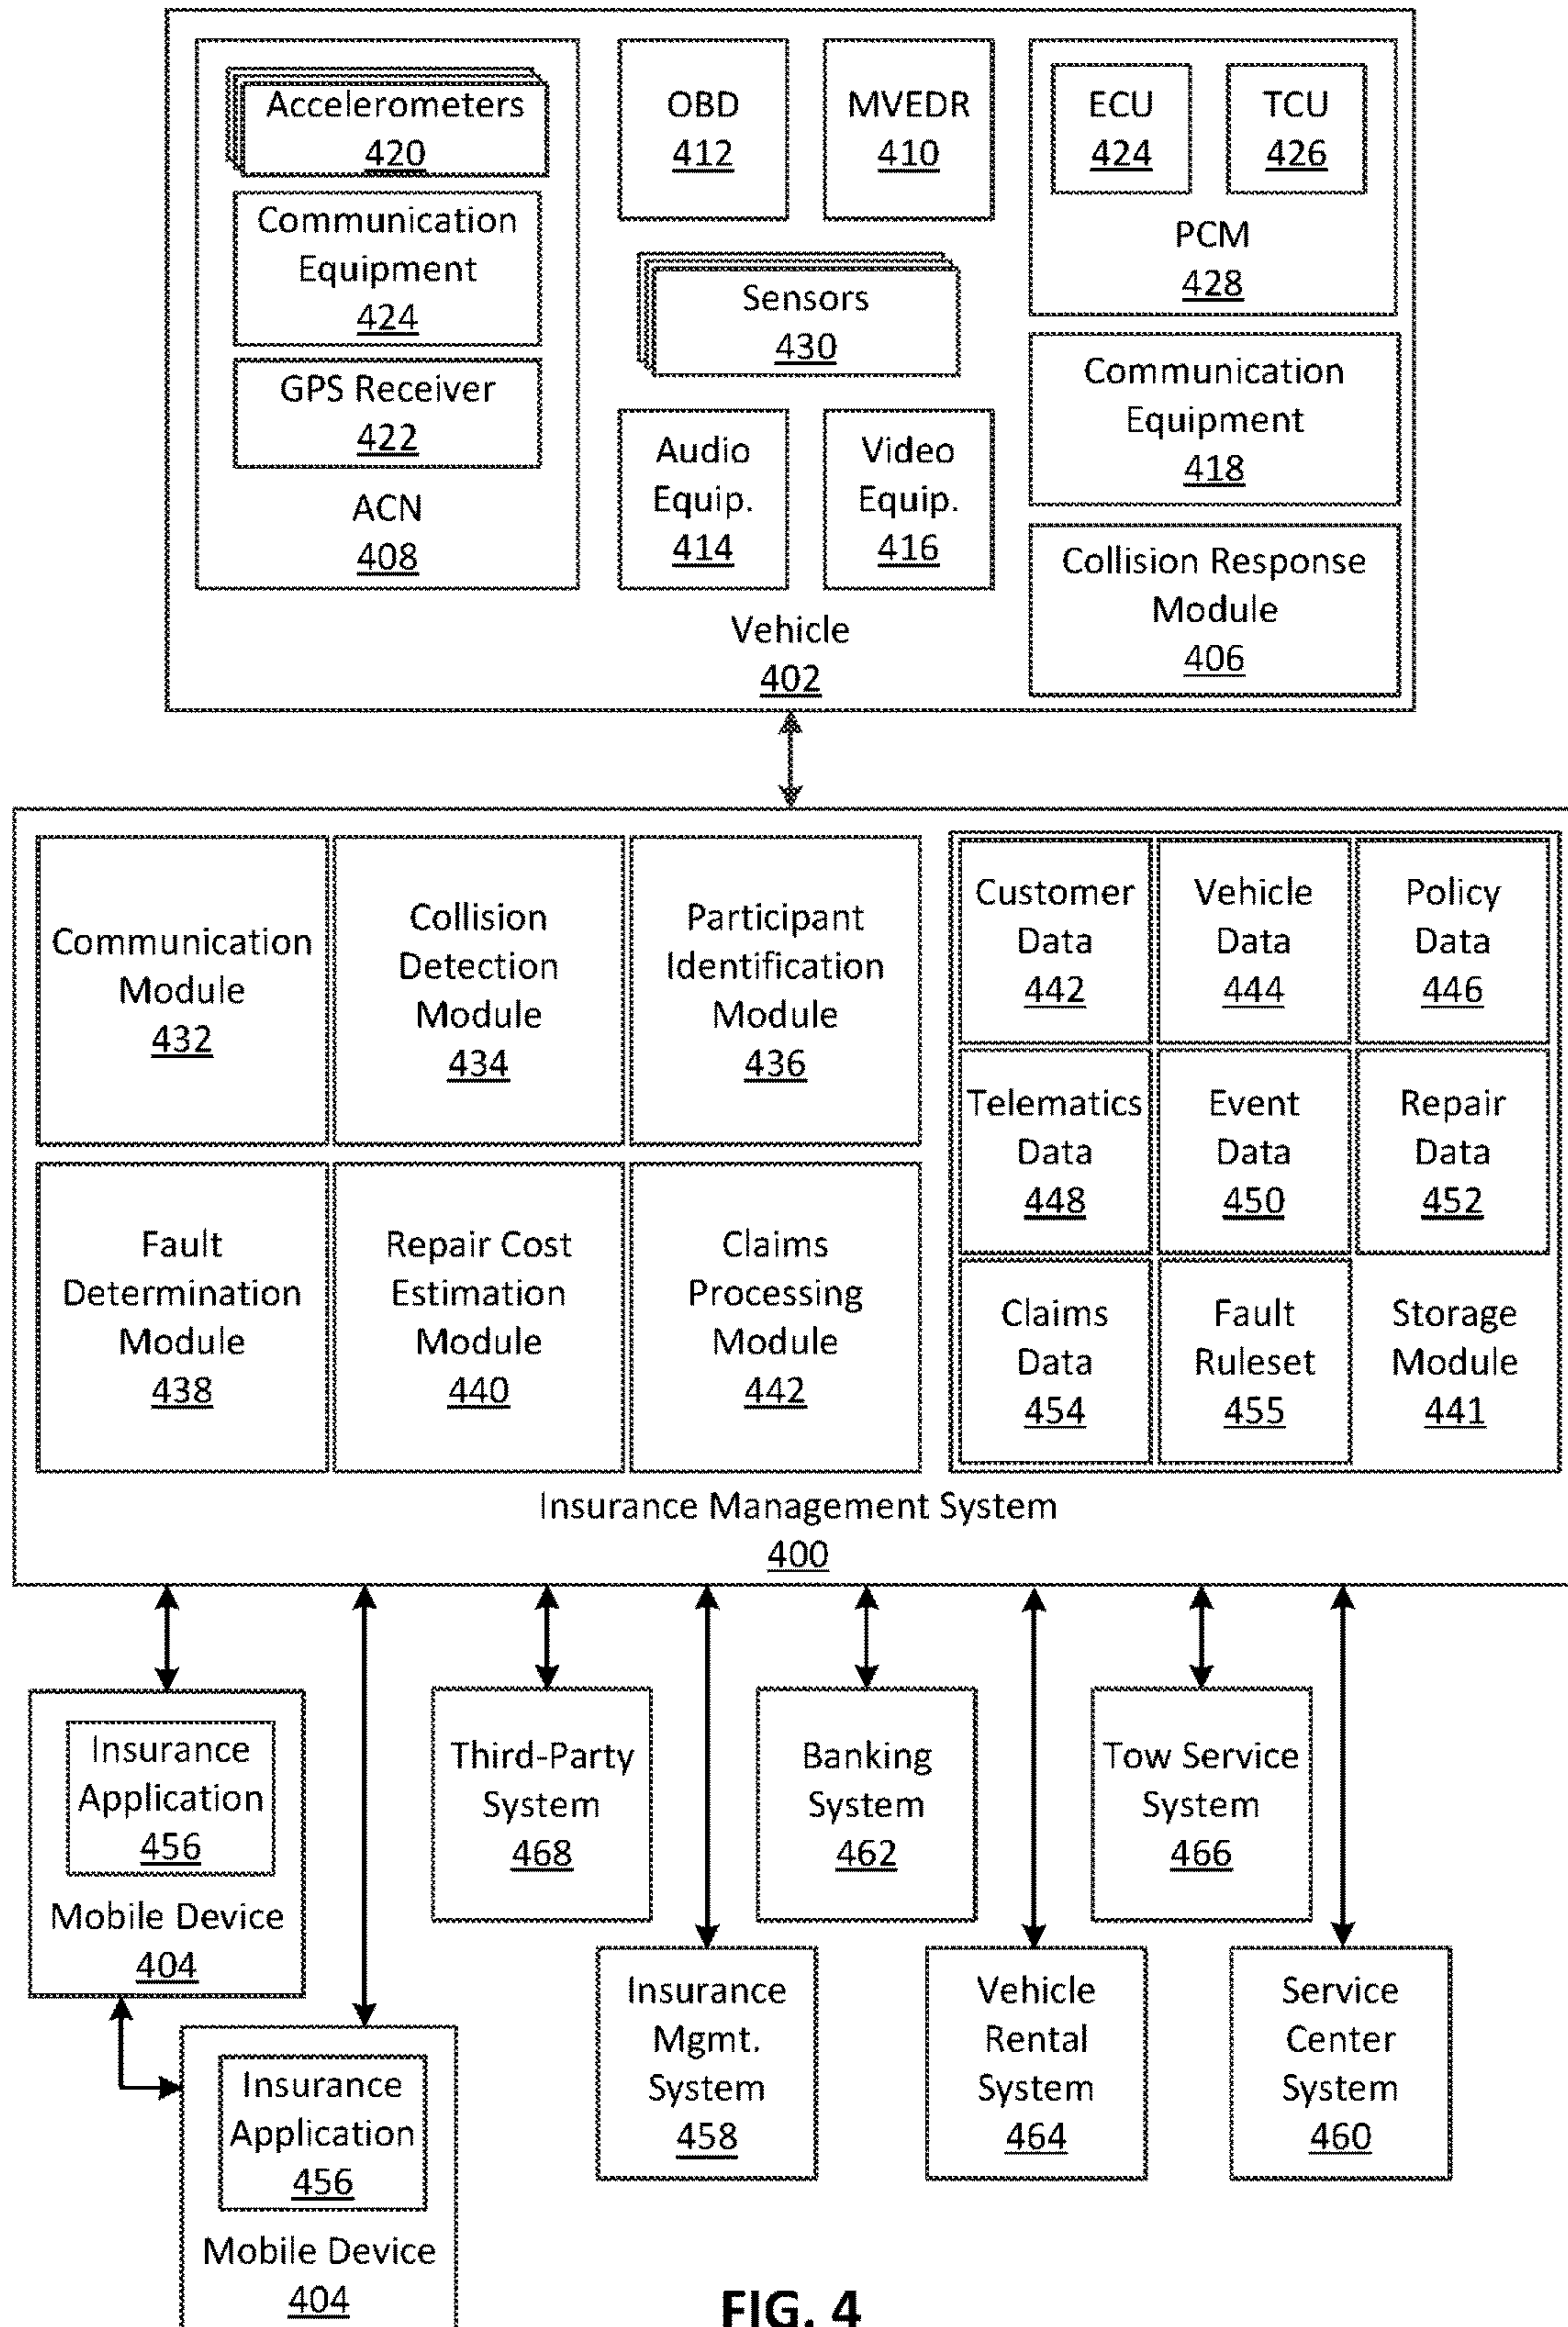 Accelerometers
420
Communication
Equipment
424
GPS Receiver
422
ACN
408
OBD
412
MVEDR
410
Sensors
430
Audio
Equip.
414
Video
Equip.
416
ECU
424
TCU
426
PCM
428
Communication
Equipment
418
Collision Response
Module
406
Vehicle
402
Communication
Module
432
Collision
Detection
Module
434
Participant
Identification
Module
436
Fault
Determination
Module
438
Repair Cost
Estimation
Module
440
Claims
Processing
Module
442
Customer
Data
442
Vehicle
Data
444
Policy
Data
446
Telematics
Data
448
Event
Data
450
Repair
Data
452
Claims
Data
454
Fault
Ruleset
455
Storage
Module
441
Insurance Management System
400
Insurance
Application
456
Mobile Device
404
Insurance
Application
456
Mobile Device
404
Third-Party
System
468
Insurance
Mgmt.
System
458
Banking
System
462
Vehicle
Rental
System
464
Tow Service
System
466
Service
Center
System
460
FIG. 4